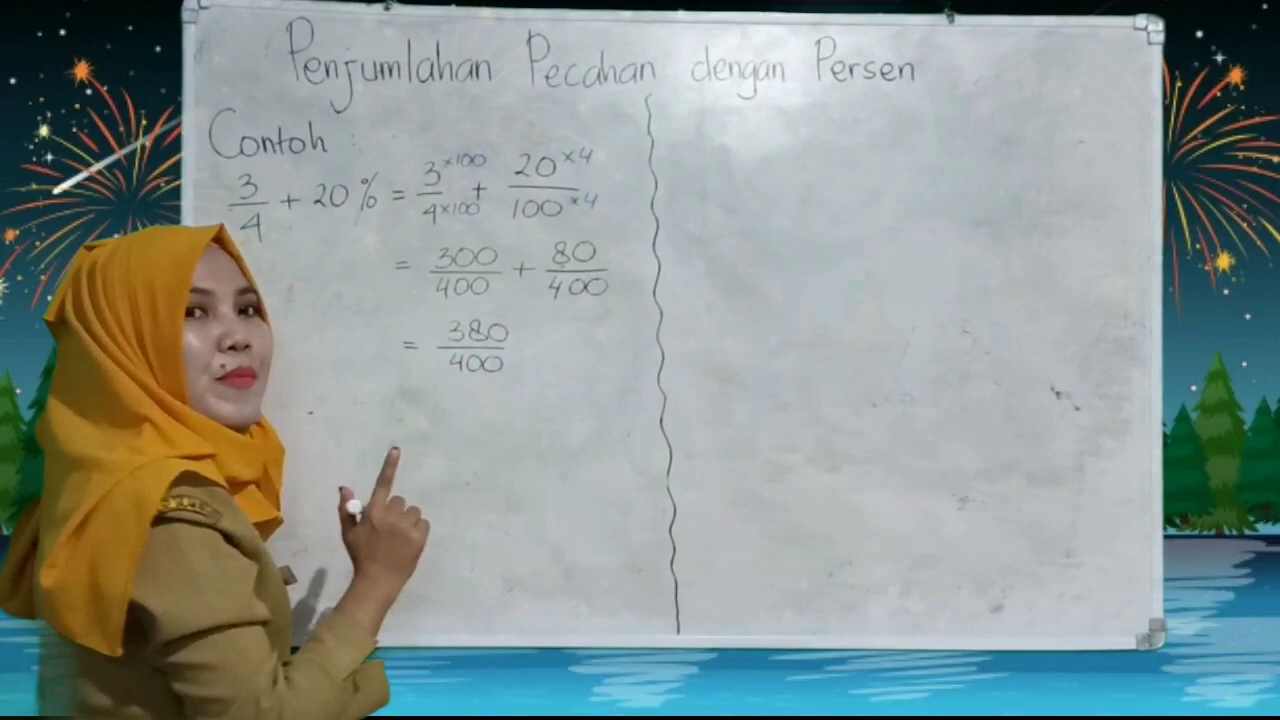 Penjumlahan Pecahan dengan Persen
Contoh :
3/4 + 20 % = 3 ×100 / 4 ×100 + 20 ×4 / 100 ×4
= 300/400 + 80/400
= 380/400